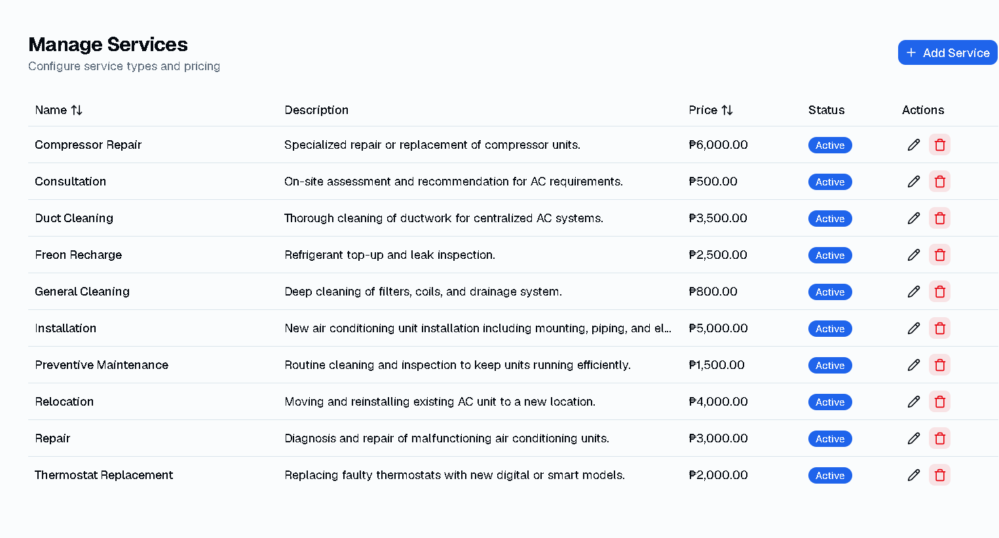 Manage Services
Configure service types and pricing
Add Service
Name Description Price Status Actions
Compressor Repair Specialized repair or replacement of compressor units. ₱6,000.00 Active
Consultation On-site assessment and recommendation for AC requirements. ₱500.00 Active
Duct Cleaning Thorough cleaning of ductwork for centralized AC systems. ₱3,500.00 Active
Freon Recharge Refrigerant top-up and leak inspection. ₱2,500.00 Active
General Cleaning Deep cleaning of filters, coils, and drainage system. ₱800.00 Active
Installation New air conditioning unit installation including mounting, piping, and el... ₱5,000.00 Active
Preventive Maintenance Routine cleaning and inspection to keep units running efficiently. ₱1,500.00 Active
Relocation Moving and reinstalling existing AC unit to a new location. ₱4,000.00 Active
Repair Diagnosis and repair of malfunctioning air conditioning units. ₱3,000.00 Active
Thermostat Replacement Replacing faulty thermostats with new digital or smart models. ₱2,000.00 Active